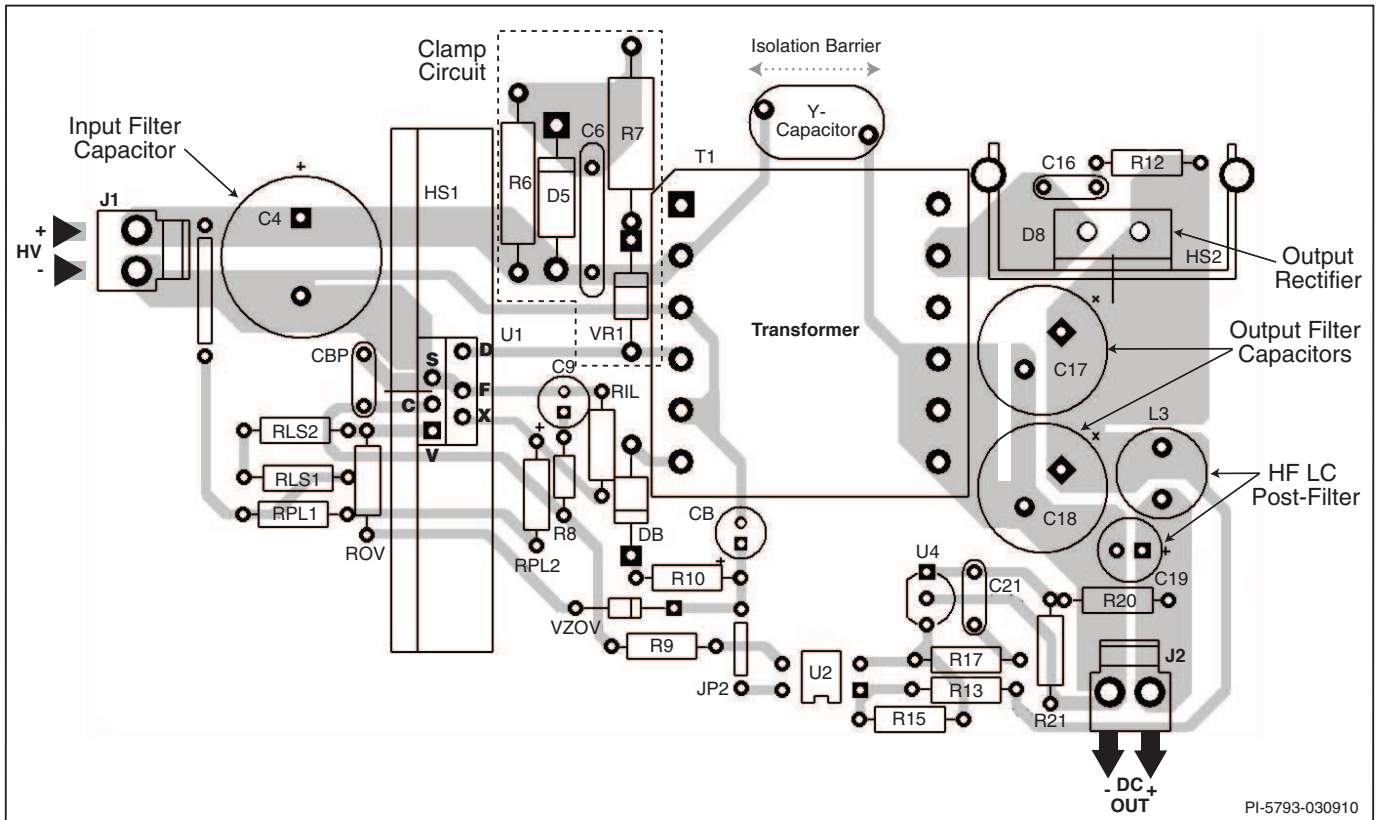 Clamp
Circuit
Isolation Barrier
Y-
Capacitor
Input Filter
Capacitor
+
J1
C4
+
HV
-
HS1
R6
D5
C6
R7
T1
C16
R12
D8
HS2
Output
Rectifier
Transformer
U1
VR1
Output Filter
Capacitors
C17
CBP
S
D
C
F
X
V
C9
+
RIL
L3
RLS2
RLS1
RPL1
ROV
RPL2
R8
DB
CB
+
C18
HF LC
Post-Filter
C19
+
R10
U4
C21
R20
VZOV
R9
JP2
U2
R17
R13
R15
R21
J2
- DC +
OUT
PI-5793-030910